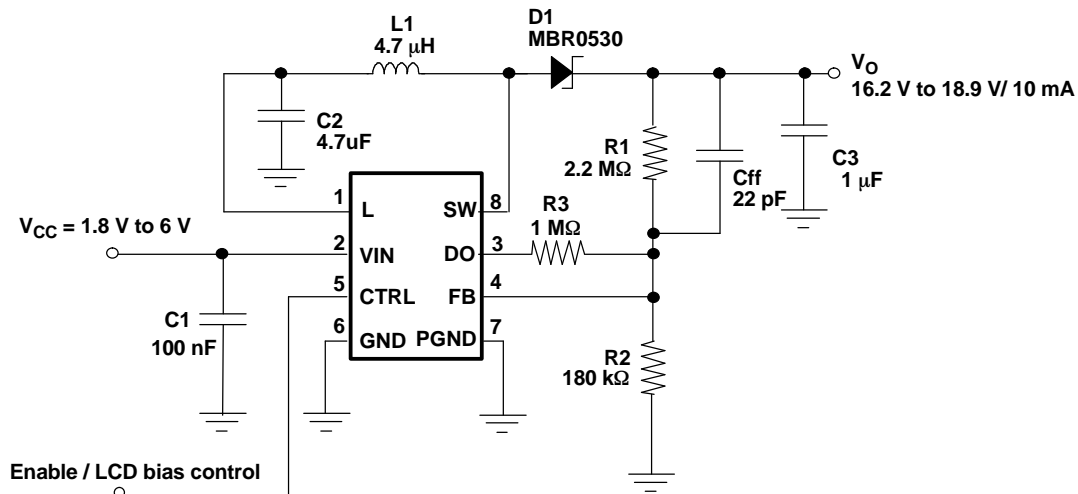 L1
4.7 μH
D1
MBR0530
VO
16.2 V to 18.9 V/ 10 mA
C2
4.7uF
R1
2.2 MΩ
Cff
22 pF
C3
1 μF
1
L
SW
8
VCC = 1.8 V to 6 V
2
VIN
DO
3
R3
1 MΩ
5
CTRL
FB
4
C1
100 nF
6
GND
PGND
7
R2
180 kΩ
Enable / LCD bias control